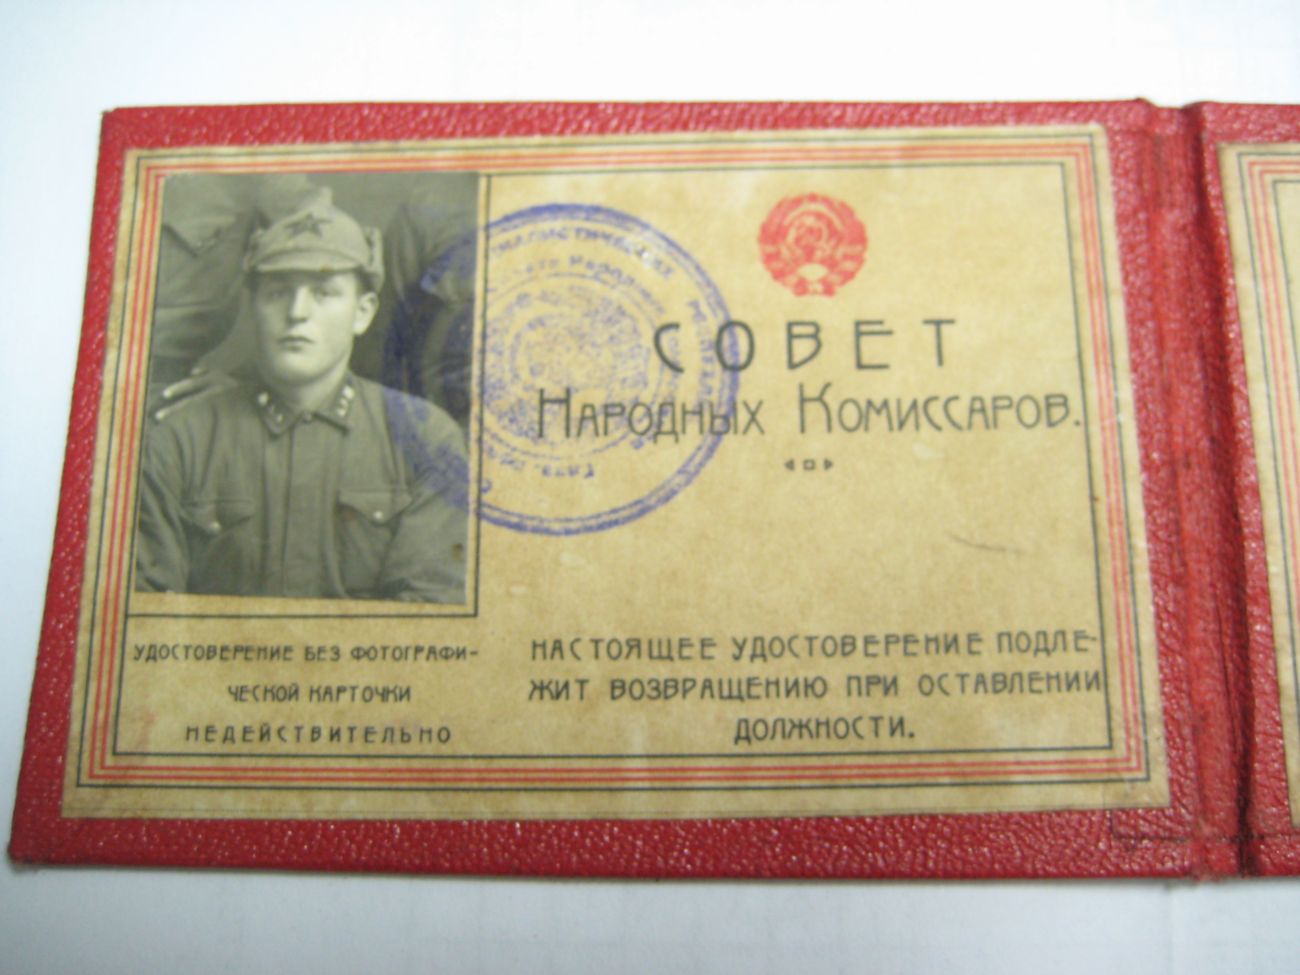 СОВЕТ
НАРОДНЫХ КОМИССАРОВ.
УДОСТОВЕРЕНИЕ БЕЗ ФОТОГРАФИ-
ЧЕСКОЙ КАРТОЧКИ
НЕДЕЙСТВИТЕЛЬНО
НАСТОЯЩЕЕ УДОСТОВЕРЕНИЕ ПОДЛЕ-
ЖИТ ВОЗВРАЩЕНИЮ ПРИ ОСТАВЛЕНИИ
ДОЛЖНОСТИ.